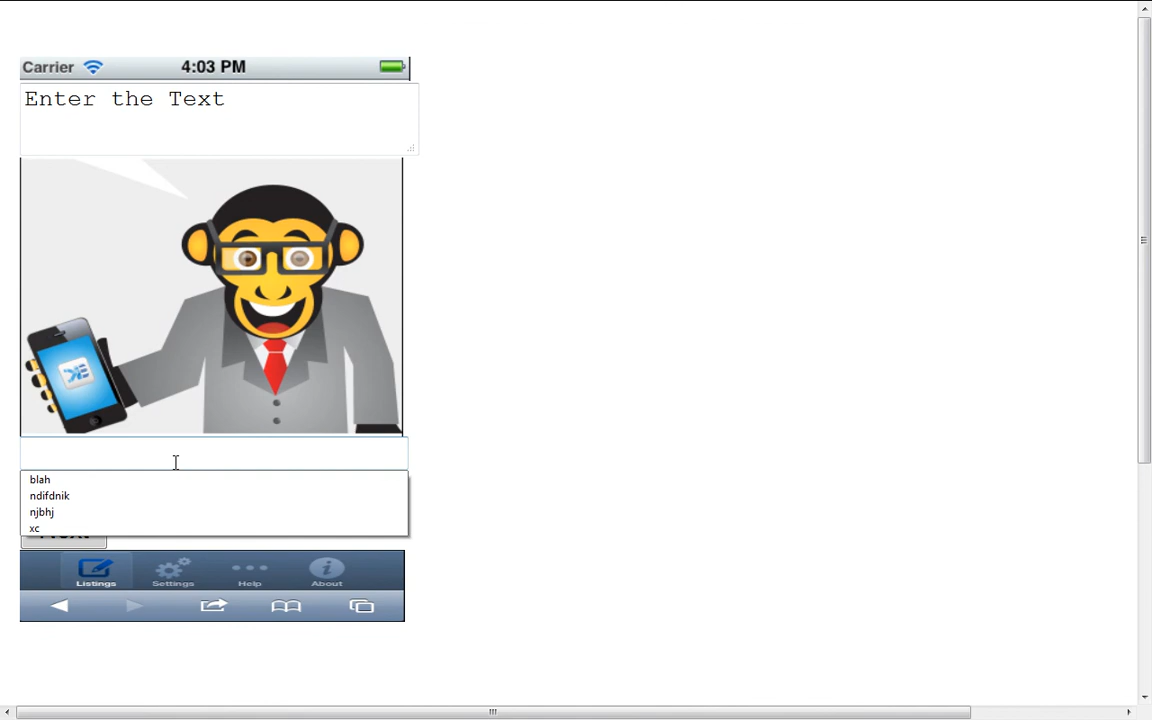 Carrier 4:03 PM
Enter the Text
blah
ndifdnik
njbhj
xc
Listings Settings Help About